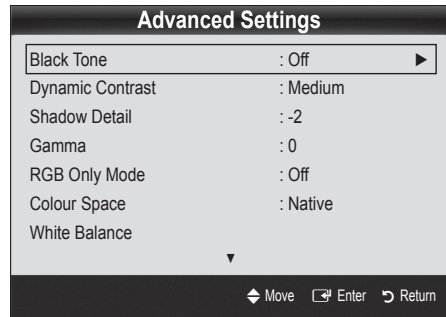 Advanced Settings
Black Tone : Off ▶
Dynamic Contrast : Medium
Shadow Detail : -2
Gamma : 0
RGB Only Mode : Off
Colour Space : Native
White Balance
▼
Move Enter Return